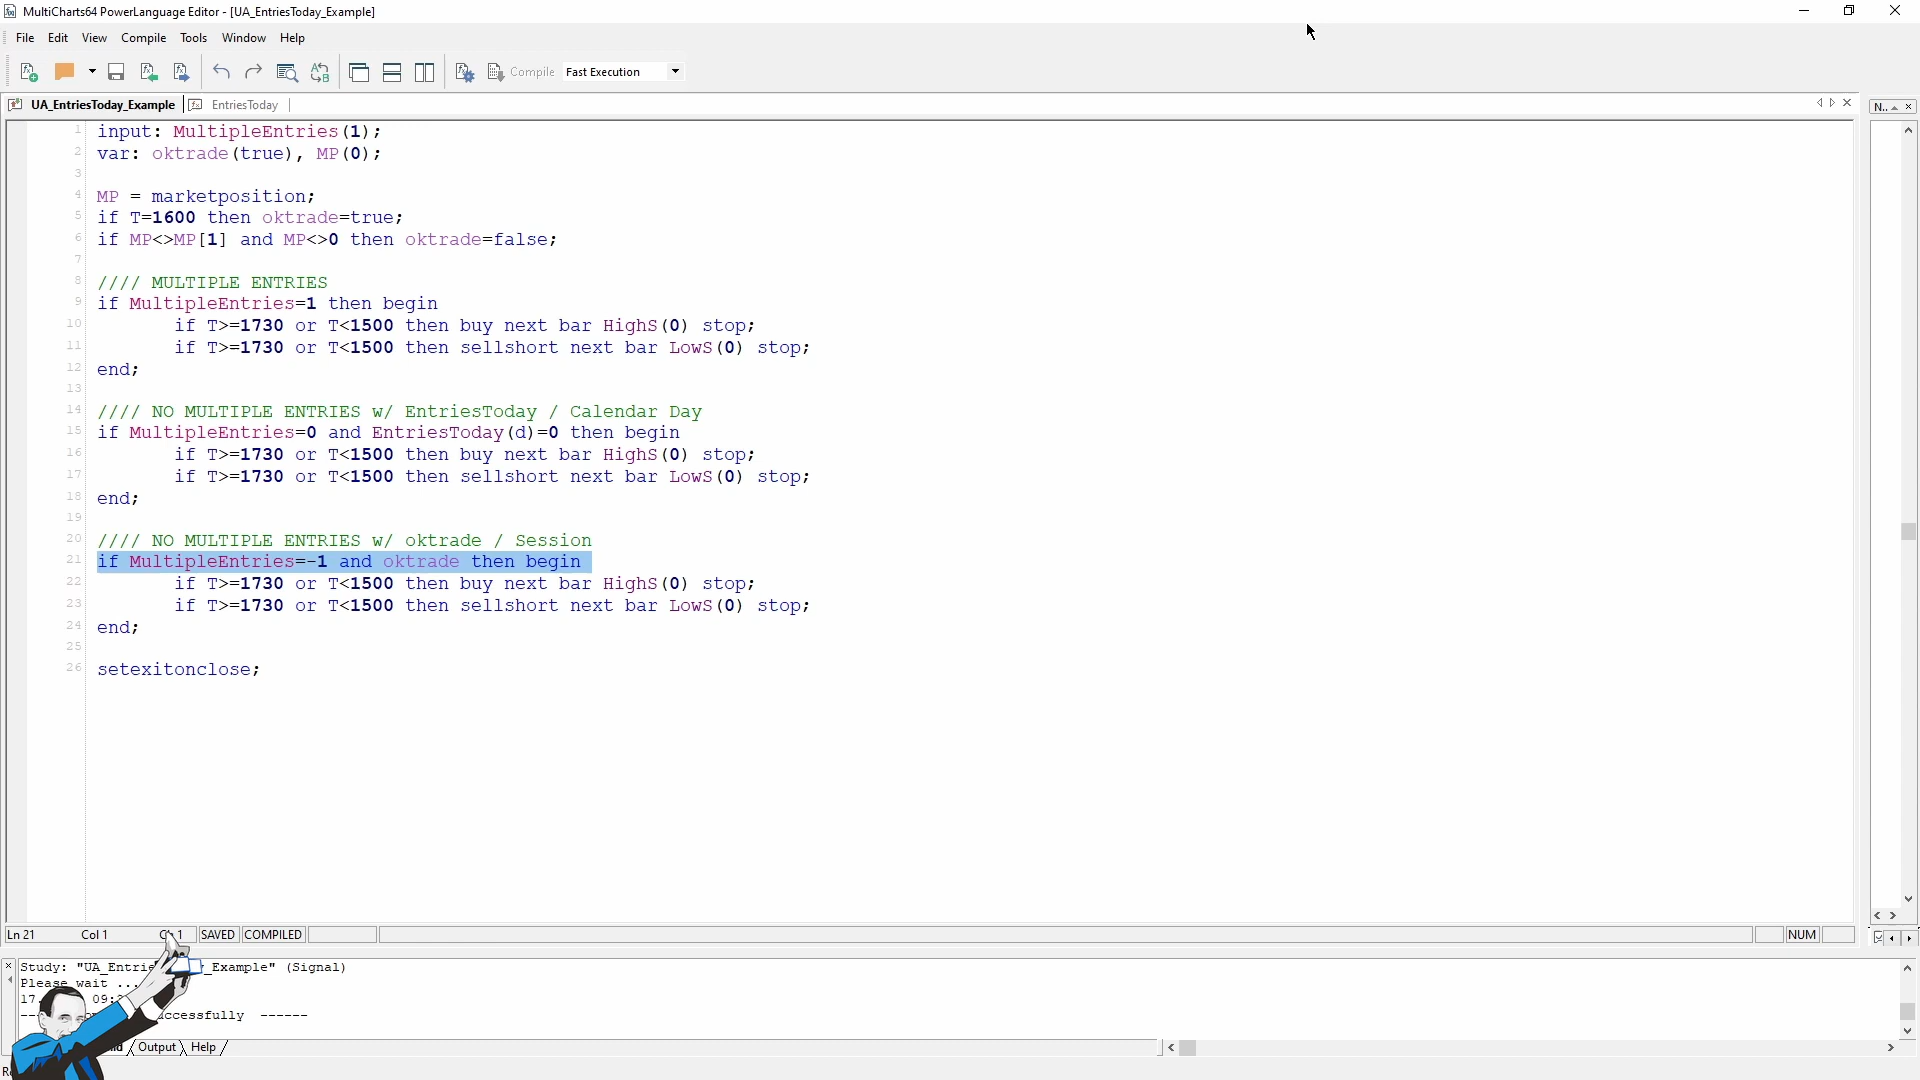 MultiCharts64 PowerLanguage Editor - [UA_EntriesToday_Example]
File Edit View Compile Tools Window Help
Compile Fast Execution
UA_EntriesToday_Example EntriesToday
N..
1 input: MultipleEntries(1);
2 var: oktrade(true), MP(0);
3
4 MP = marketposition;
5 if T=1600 then oktrade=true;
6 if MP<>MP[1] and MP<>0 then oktrade=false;
7
8 //// MULTIPLE ENTRIES
9 if MultipleEntries=1 then begin
10 if T>=1730 or T<1500 then buy next bar HighS(0) stop;
11 if T>=1730 or T<1500 then sellshort next bar LowS(0) stop;
12 end;
13
14 //// NO MULTIPLE ENTRIES w/ EntriesToday / Calendar Day
15 if MultipleEntries=0 and EntriesToday(d)=0 then begin
16 if T>=1730 or T<1500 then buy next bar HighS(0) stop;
17 if T>=1730 or T<1500 then sellshort next bar LowS(0) stop;
18 end;
19
20 //// NO MULTIPLE ENTRIES w/ oktrade / Session
21 if MultipleEntries=-1 and oktrade then begin
22 if T>=1730 or T<1500 then buy next bar HighS(0) stop;
23 if T>=1730 or T<1500 then sellshort next bar LowS(0) stop;
24 end;
25
26 setexitonclose;
Ln 21 Col 1 SAVED COMPILED NUM
Study: "UA_Entrie _Example" (Signal)
Please wait ...
17. 09:
------
Output Help